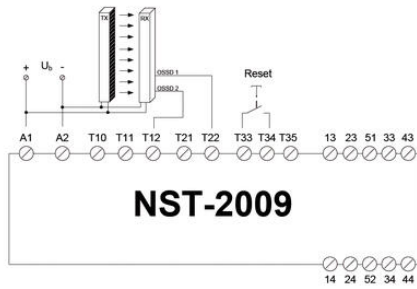 TX RX
+ Ub -
OSSD 1
OSSD 2
Reset
A1 A2 T10 T11 T12 T21 T22 T33 T34 T35 13 23 51 33 43
NST-2009
14 24 52 34 44